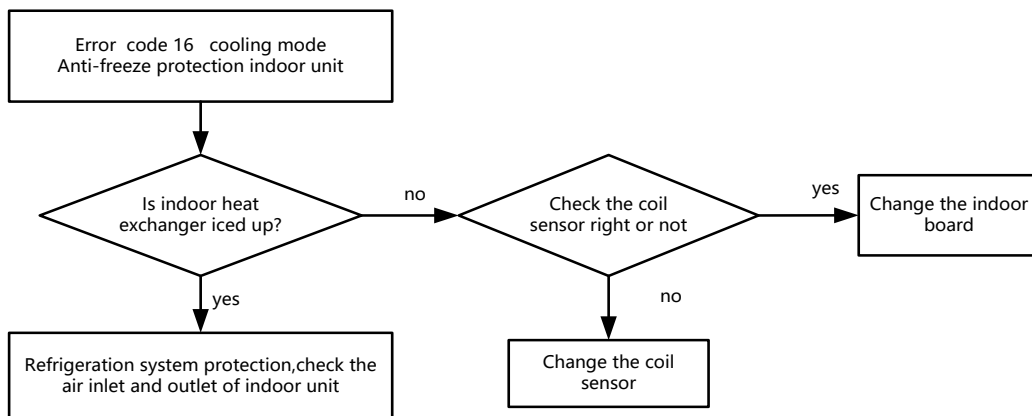 Error code 16 cooling mode
Anti-freeze protection indoor unit
Is indoor heat
exchanger iced up?
no
Check the coil
sensor right or not
yes
Change the indoor
board
yes
no
Refrigeration system protection,check the
air inlet and outlet of indoor unit
Change the coil
sensor